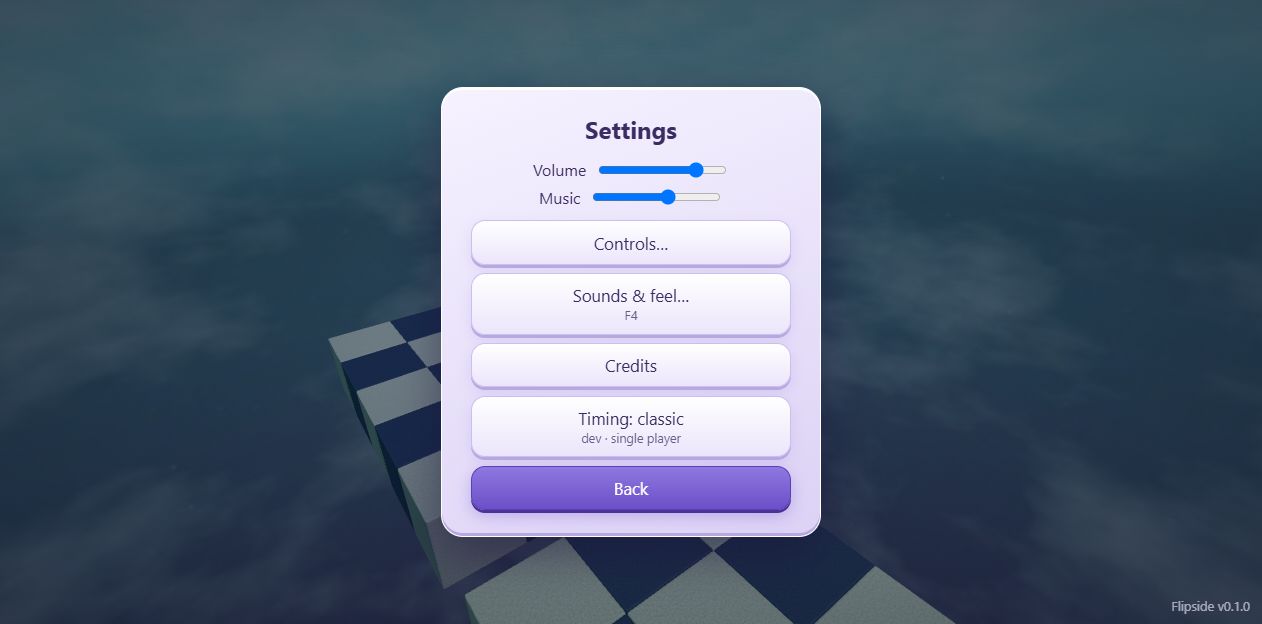 Settings
Volume
Music
Controls...
Sounds & feel...
F4
Credits
Timing: classic
dev · single player
Back
Flipside v0.1.0